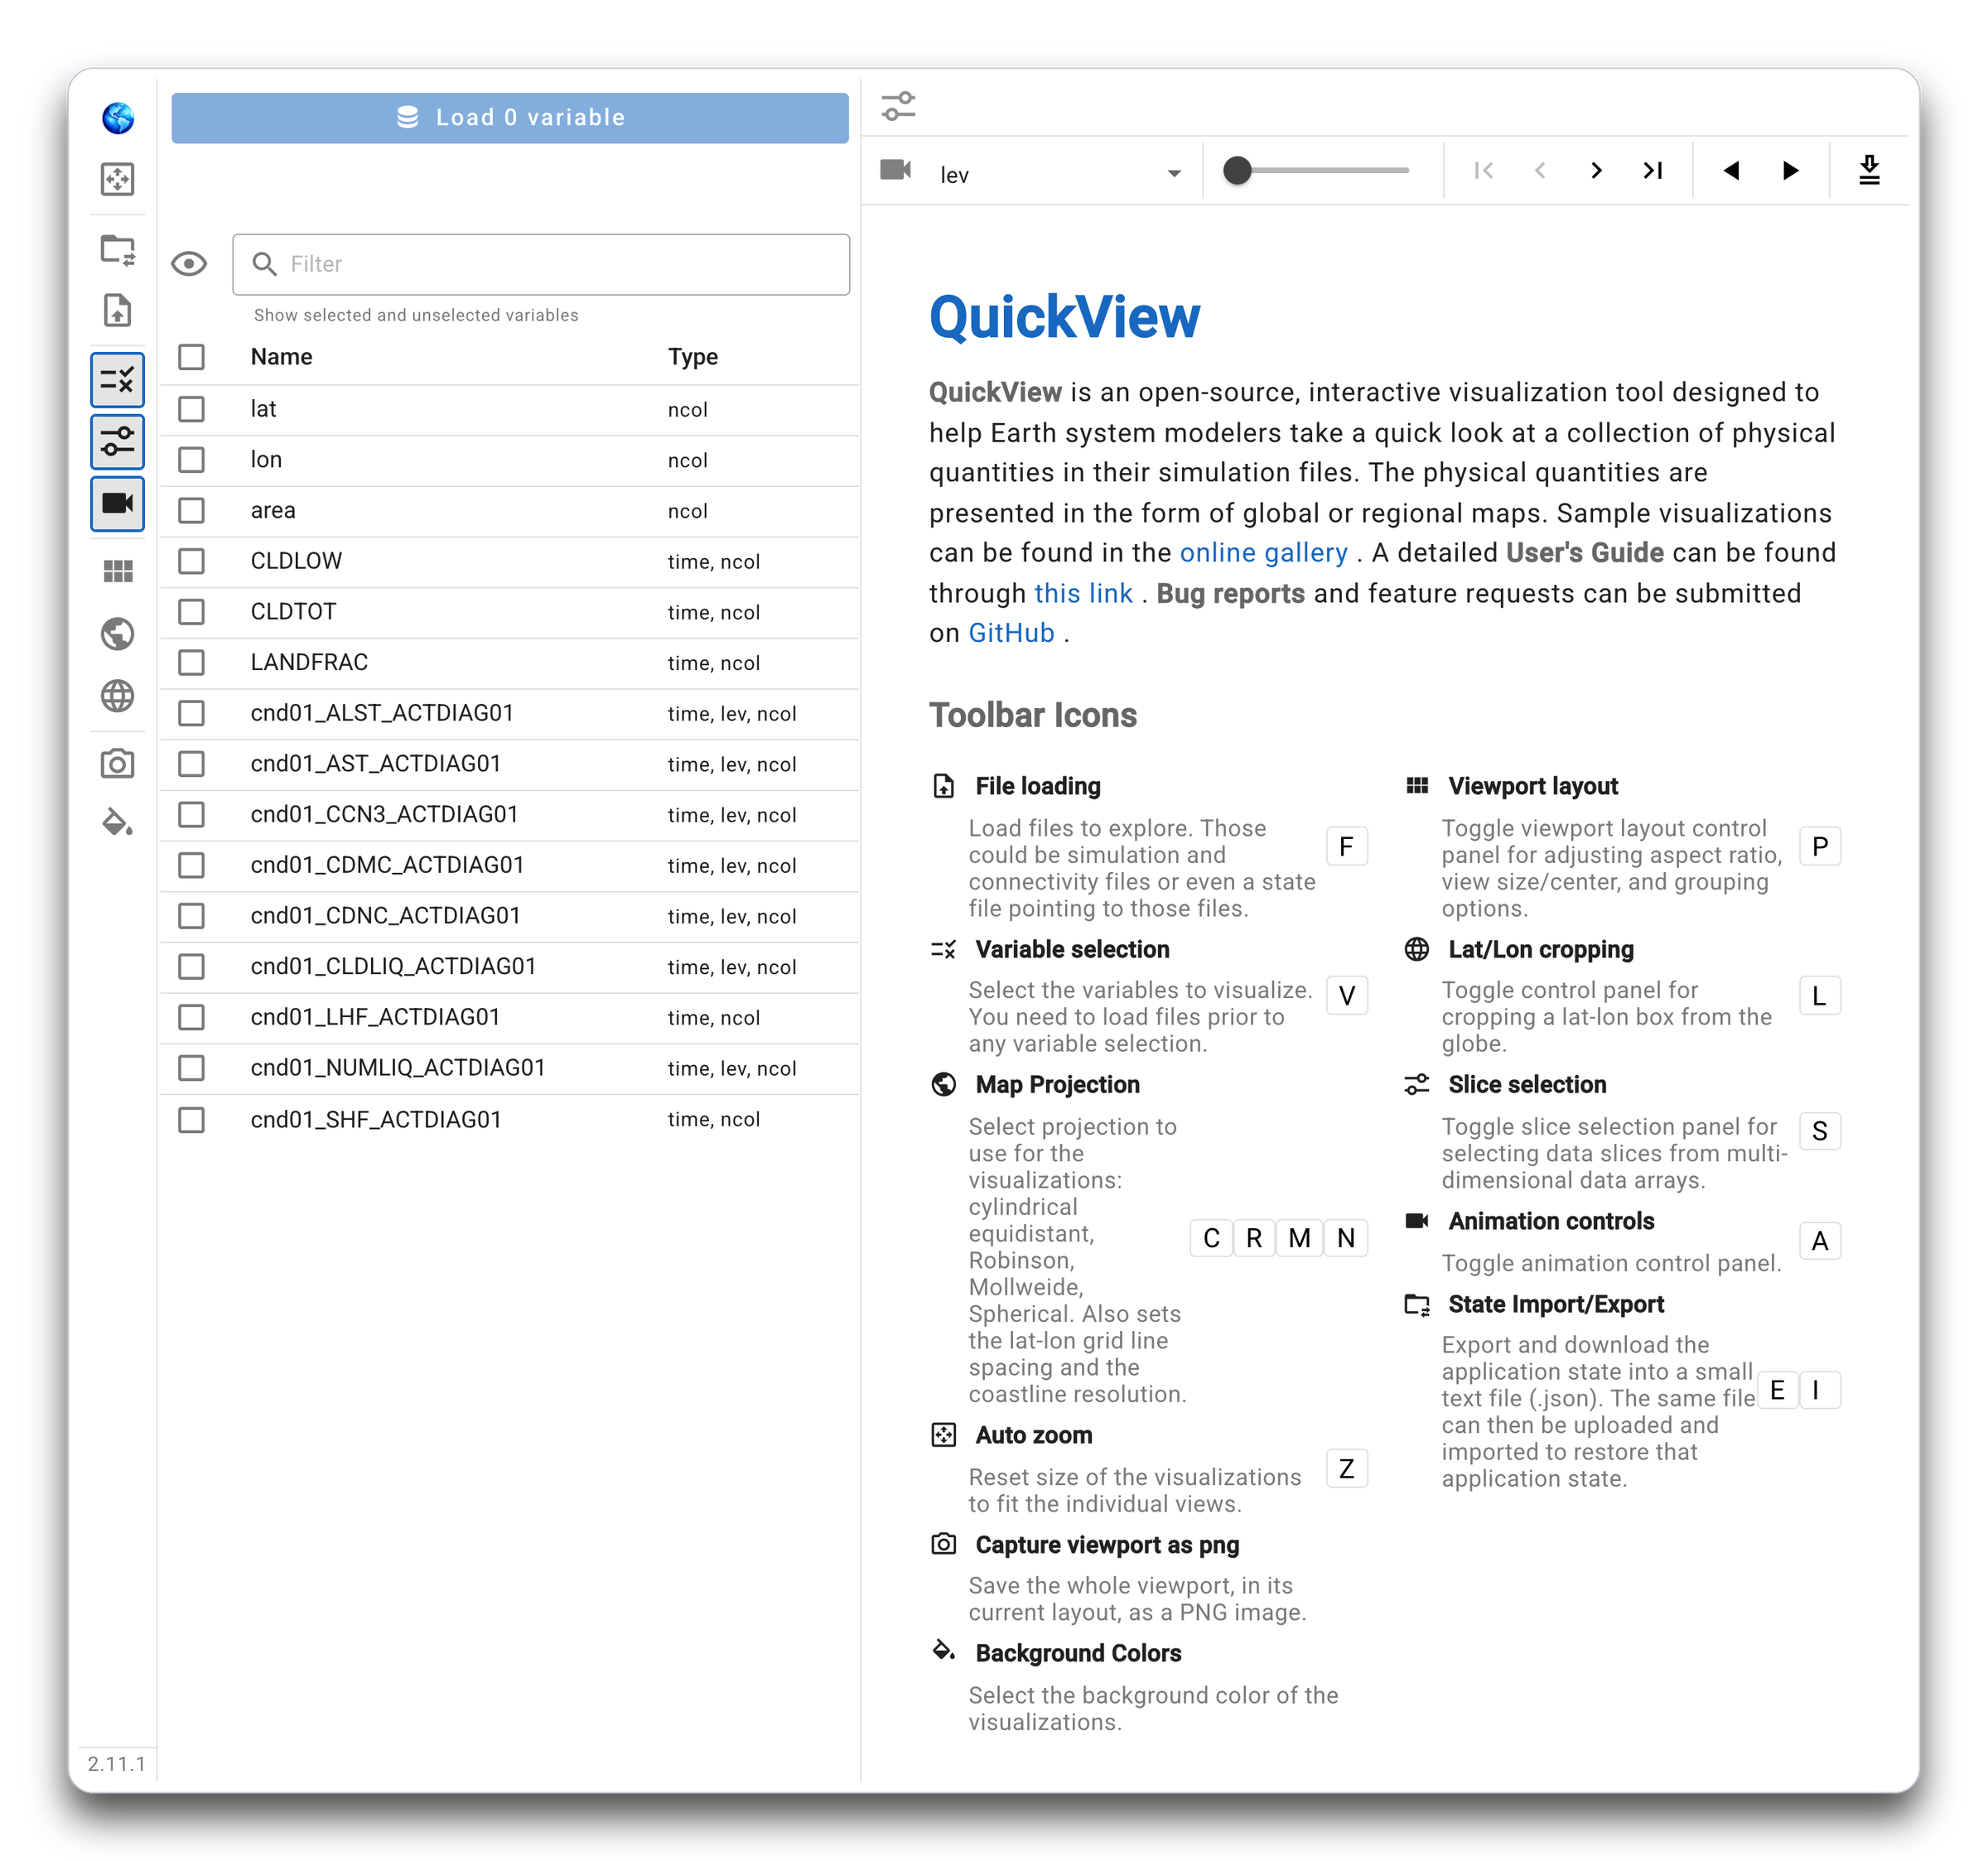 Load 0 variable
Filter
Show selected and unselected variables
Name Type
lat ncol
lon ncol
area ncol
CLDLOW time, ncol
CLDTOT time, ncol
LANDFRAC time, ncol
cnd01_ALST_ACTDIAG01 time, lev, ncol
cnd01_AST_ACTDIAG01 time, lev, ncol
cnd01_CCN3_ACTDIAG01 time, lev, ncol
cnd01_CDMC_ACTDIAG01 time, lev, ncol
cnd01_CDNC_ACTDIAG01 time, lev, ncol
cnd01_CLDLIQ_ACTDIAG01 time, lev, ncol
cnd01_LHF_ACTDIAG01 time, ncol
cnd01_NUMLIQ_ACTDIAG01 time, lev, ncol
cnd01_SHF_ACTDIAG01 time, ncol
2.11.1
lev
QuickView
QuickView is an open-source, interactive visualization tool designed to
help Earth system modelers take a quick look at a collection of physical
quantities in their simulation files. The physical quantities are
presented in the form of global or regional maps. Sample visualizations
can be found in the online gallery . A detailed User's Guide can be found
through this link . Bug reports and feature requests can be submitted
on GitHub .
Toolbar Icons
File loading
Load files to explore. Those
could be simulation and
connectivity files or even a state
file pointing to those files.
F
Variable selection
Select the variables to visualize.
You need to load files prior to
any variable selection.
V
Map Projection
Select projection to
use for the
visualizations:
cylindrical
equidistant,
Robinson,
Mollweide,
Spherical. Also sets
the lat-lon grid line
spacing and the
coastline resolution.
C R M N
Auto zoom
Reset size of the visualizations
to fit the individual views.
Z
Capture viewport as png
Save the whole viewport, in its
current layout, as a PNG image.
Background Colors
Select the background color of the
visualizations.
Viewport layout
Toggle viewport layout control
panel for adjusting aspect ratio,
view size/center, and grouping
options.
P
Lat/Lon cropping
Toggle control panel for
cropping a lat-lon box from the
globe.
L
Slice selection
Toggle slice selection panel for
selecting data slices from multi-
dimensional data arrays.
S
Animation controls
Toggle animation control panel.
A
State Import/Export
Export and download the
application state into a small
text file (.json). The same file
can then be uploaded and
imported to restore that
application state.
E I